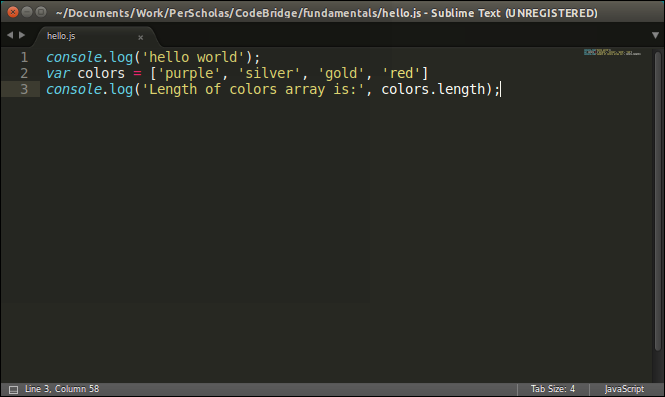 ~/Documents/Work/PerScholas/CodeBridge/fundamentals/hello.js - Sublime Text (UNREGISTERED)
hello.js
1 console.log('hello world');
2 var colors = ['purple', 'silver', 'gold', 'red']
3 console.log('Length of colors array is:', colors.length);
Line 3, Column 58
Tab Size: 4
JavaScript